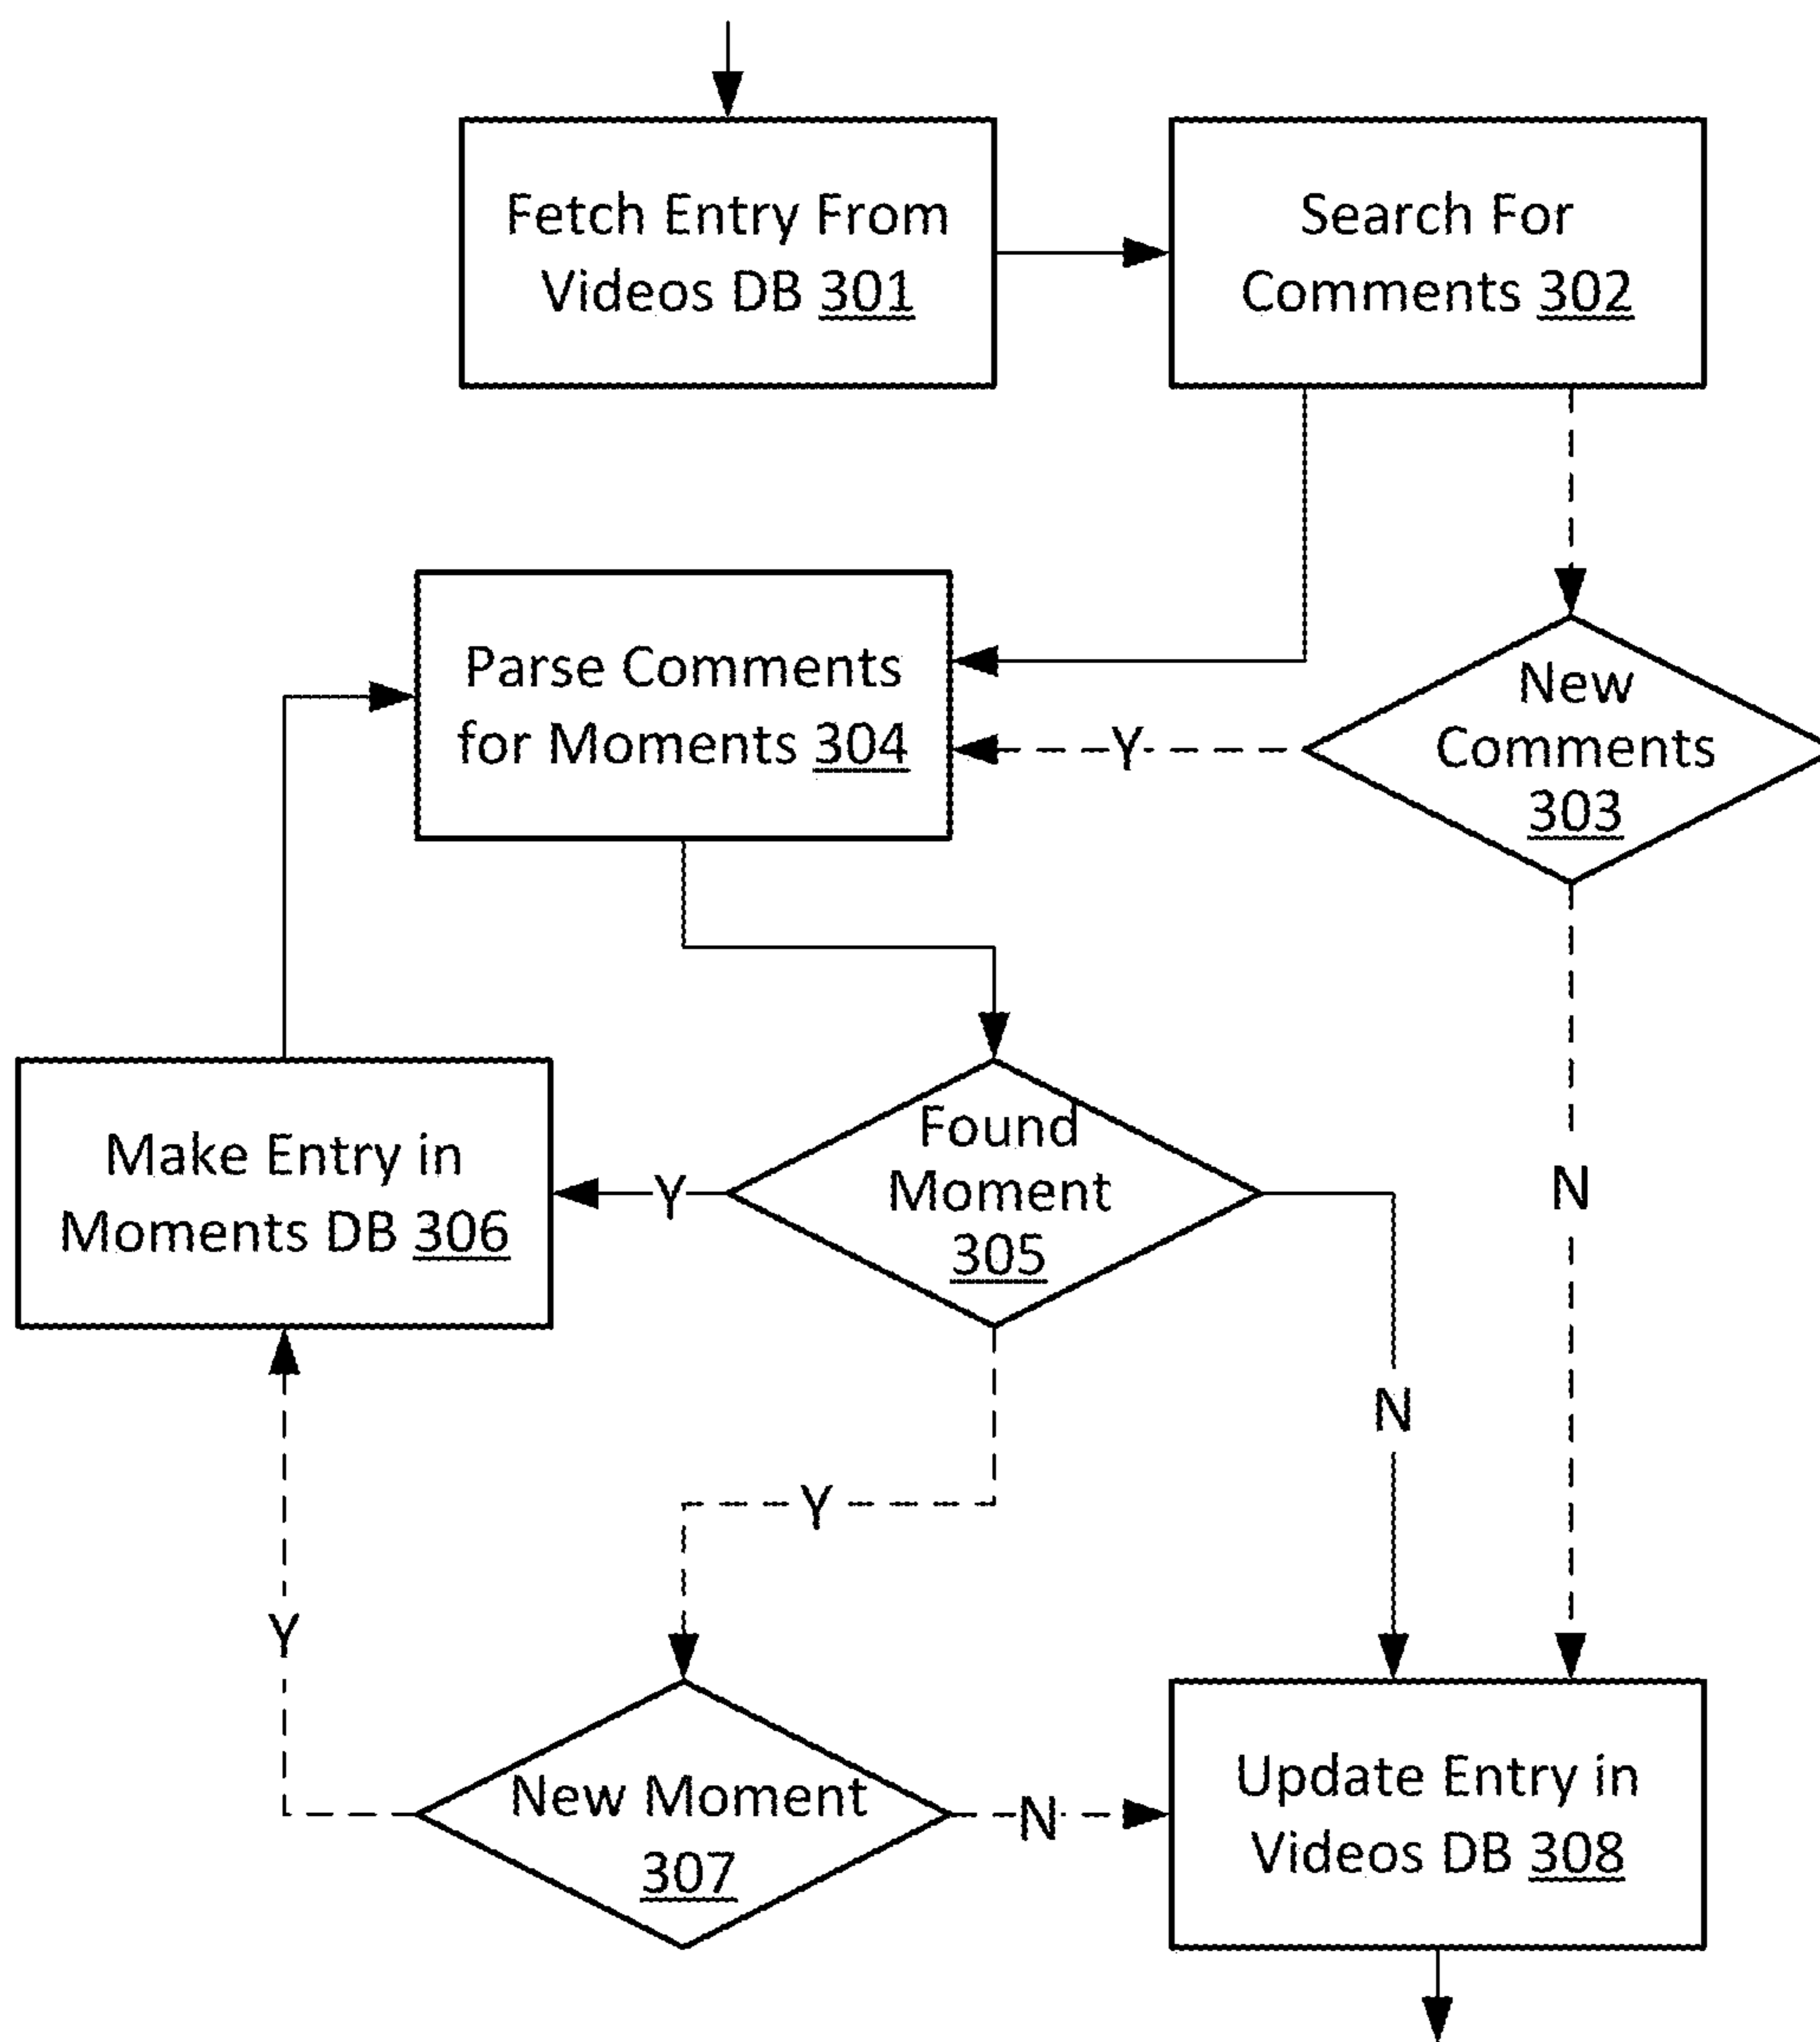 Fetch Entry From
Videos DB 301
Search For
Comments 302
Parse Comments
for Moments 304
Y
New
Comments
303
Make Entry in
Moments DB 306
Y
Found
Moment
305
N
N
Y
Y
New Moment
307
N
Update Entry in
Videos DB 308